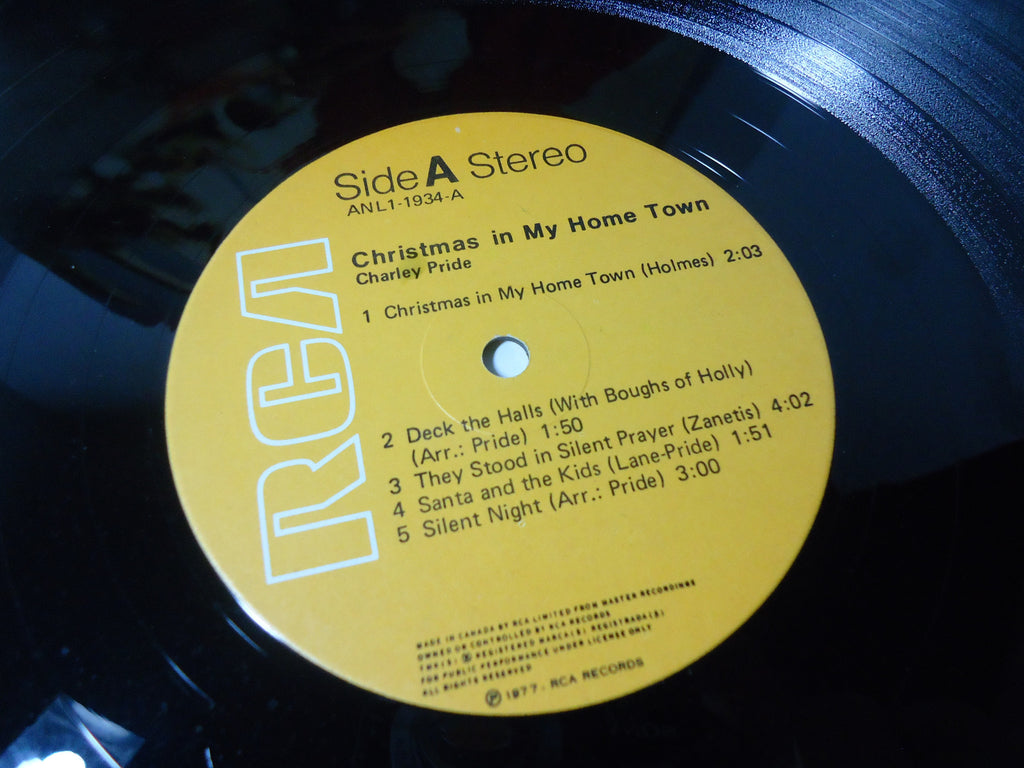 Side A Stereo
ANL1-1934-A
Christmas in My Home Town
Charley Pride
1 Christmas in My Home Town (Holmes) 2:03
2 Deck the Halls (With Boughs of Holly)
(Arr.: Pride) 1:50
3 They Stood in Silent Prayer (Zanetis) 4:02
4 Santa and the Kids (Lane-Pride) 1:51
5 Silent Night (Arr.: Pride) 3:00
RCA
MADE IN CANADA BY RCA LIMITED FROM MASTER RECORDINGS
OWNED OR CONTROLLED BY RCA RECORDS
TMK(S) ® REGISTERED MARCA(S) REGISTRADA(S)
FOR PUBLIC PERFORMANCE UNDER LICENSE ONLY
ALL RIGHTS RESERVED
℗ 1977 - RCA RECORDS